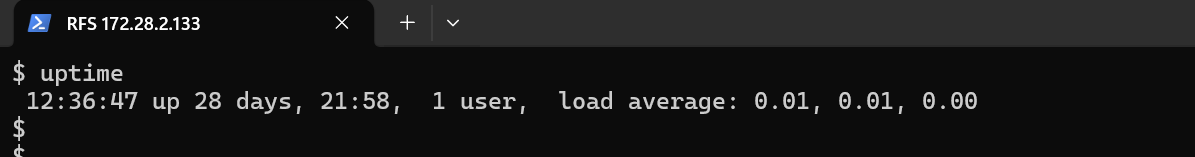 RFS 172.28.2.133
$ uptime
 12:36:47 up 28 days, 21:58,  1 user,  load average: 0.01, 0.01, 0.00
$
$